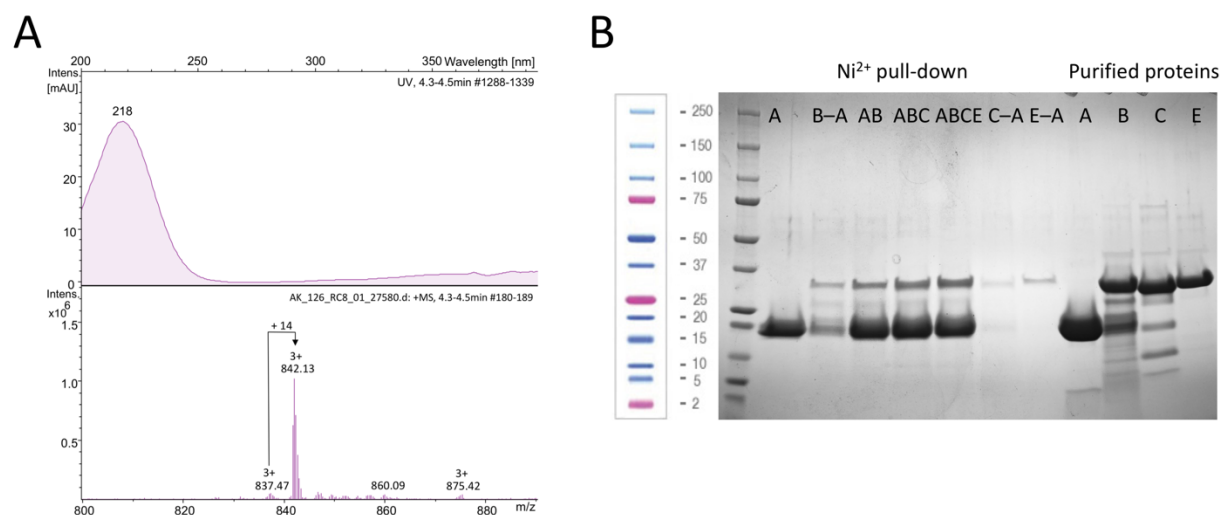 A
200 250 300 350 Wavelength [nm]
Intens.
[mAU]
UV, 4.3-4.5min #1288-1339
218
30
20
10
0
Intens.
6
x10
AK_126_RC8_01_27580.d: +MS, 4.3-4.5min #180-189
1.5
+ 14
3+
842.13
1.0
0.5
3+
837.47
860.09
3+
875.42
800 820 840 860 880 m/z
B
Ni²⁺ pull-down
Purified proteins
- 250
- 150
- 100
- 75
- 50
- 37
- 25
- 20
- 15
- 10
- 5
- 2
A B–A AB ABC ABCE C–A E–A A B C E